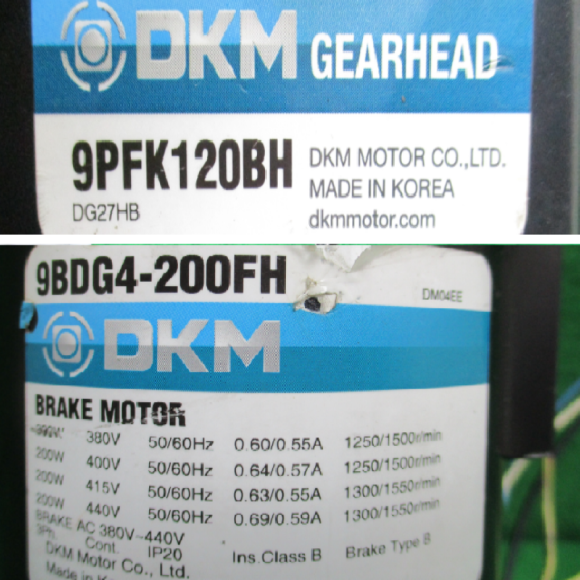 DKM GEARHEAD
9PFK120BH
DKM MOTOR CO.,LTD.
MADE IN KOREA
DG27HB
dkmmotor.com
9BDG4-200FH
DM04EE
DKM
BRAKE MOTOR
380V 50/60Hz 0.60/0.55A 1250/1500r/min
200W 400V 50/60Hz 0.64/0.57A 1250/1500r/min
200W 415V 50/60Hz 0.63/0.55A 1300/1550r/min
200W 440V 50/60Hz 0.69/0.59A 1300/1550r/min
BRAKE AC 380V~440V
3Ph. Cont. IP20 Ins.Class B Brake Type B
DKM Motor Co., Ltd.
Made in